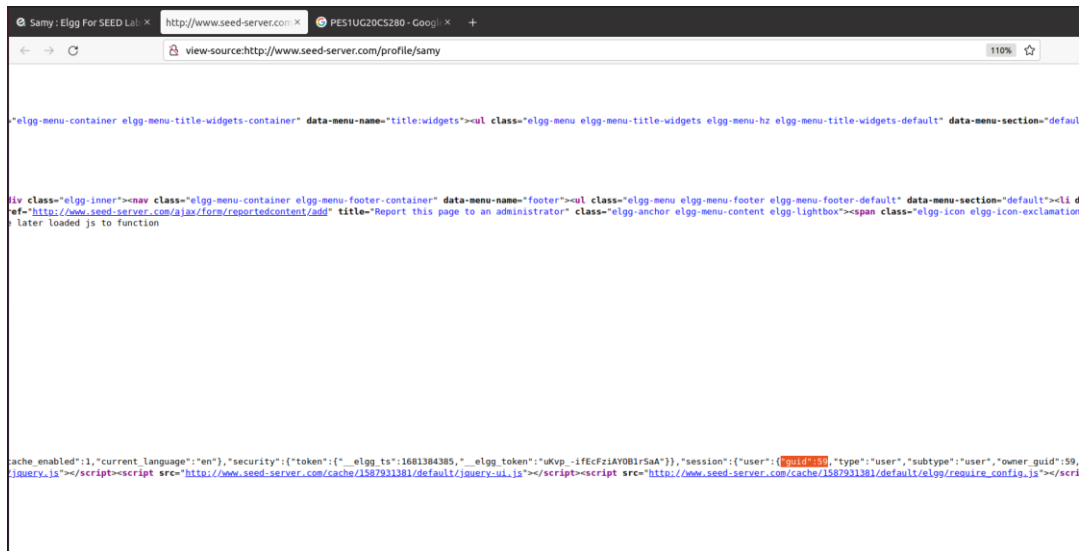 Samy : Elgg For SEED Lab × http://www.seed-server.com × PES1UG20CS280 - Googl × +
view-source:http://www.seed-server.com/profile/samy 110%
="elgg-menu-container elgg-menu-title-widgets-container" data-menu-name="title:widgets"><ul class="elgg-menu elgg-menu-title-widgets elgg-menu-hz elgg-menu-title-widgets-default" data-menu-section="defaul
div class="elgg-inner"><nav class="elgg-menu-container elgg-menu-footer-container" data-menu-name="footer"><ul class="elgg-menu elgg-menu-footer elgg-menu-footer-default" data-menu-section="default"><li d
ref="http://www.seed-server.com/ajax/form/reportedcontent/add" title="Report this page to an administrator" class="elgg-anchor elgg-menu-content elgg-lightbox"><span class="elgg-icon elgg-icon-exclamation
e later loaded js to function
cache_enabled":1,"current_language":"en"},"security":{"token":{"__elgg_ts":1681384385,"__elgg_token":"uKvp_-ifEcFziAYOB1rSaA"}},"session":{"user":{"guid":59,"type":"user","subtype":"user","owner_guid":59,
/jquery.js"></script><script src="http://www.seed-server.com/cache/1587931381/default/jquery-ui.js"></script><script src="http://www.seed-server.com/cache/1587931381/default/elgg/require_config.js"></scri